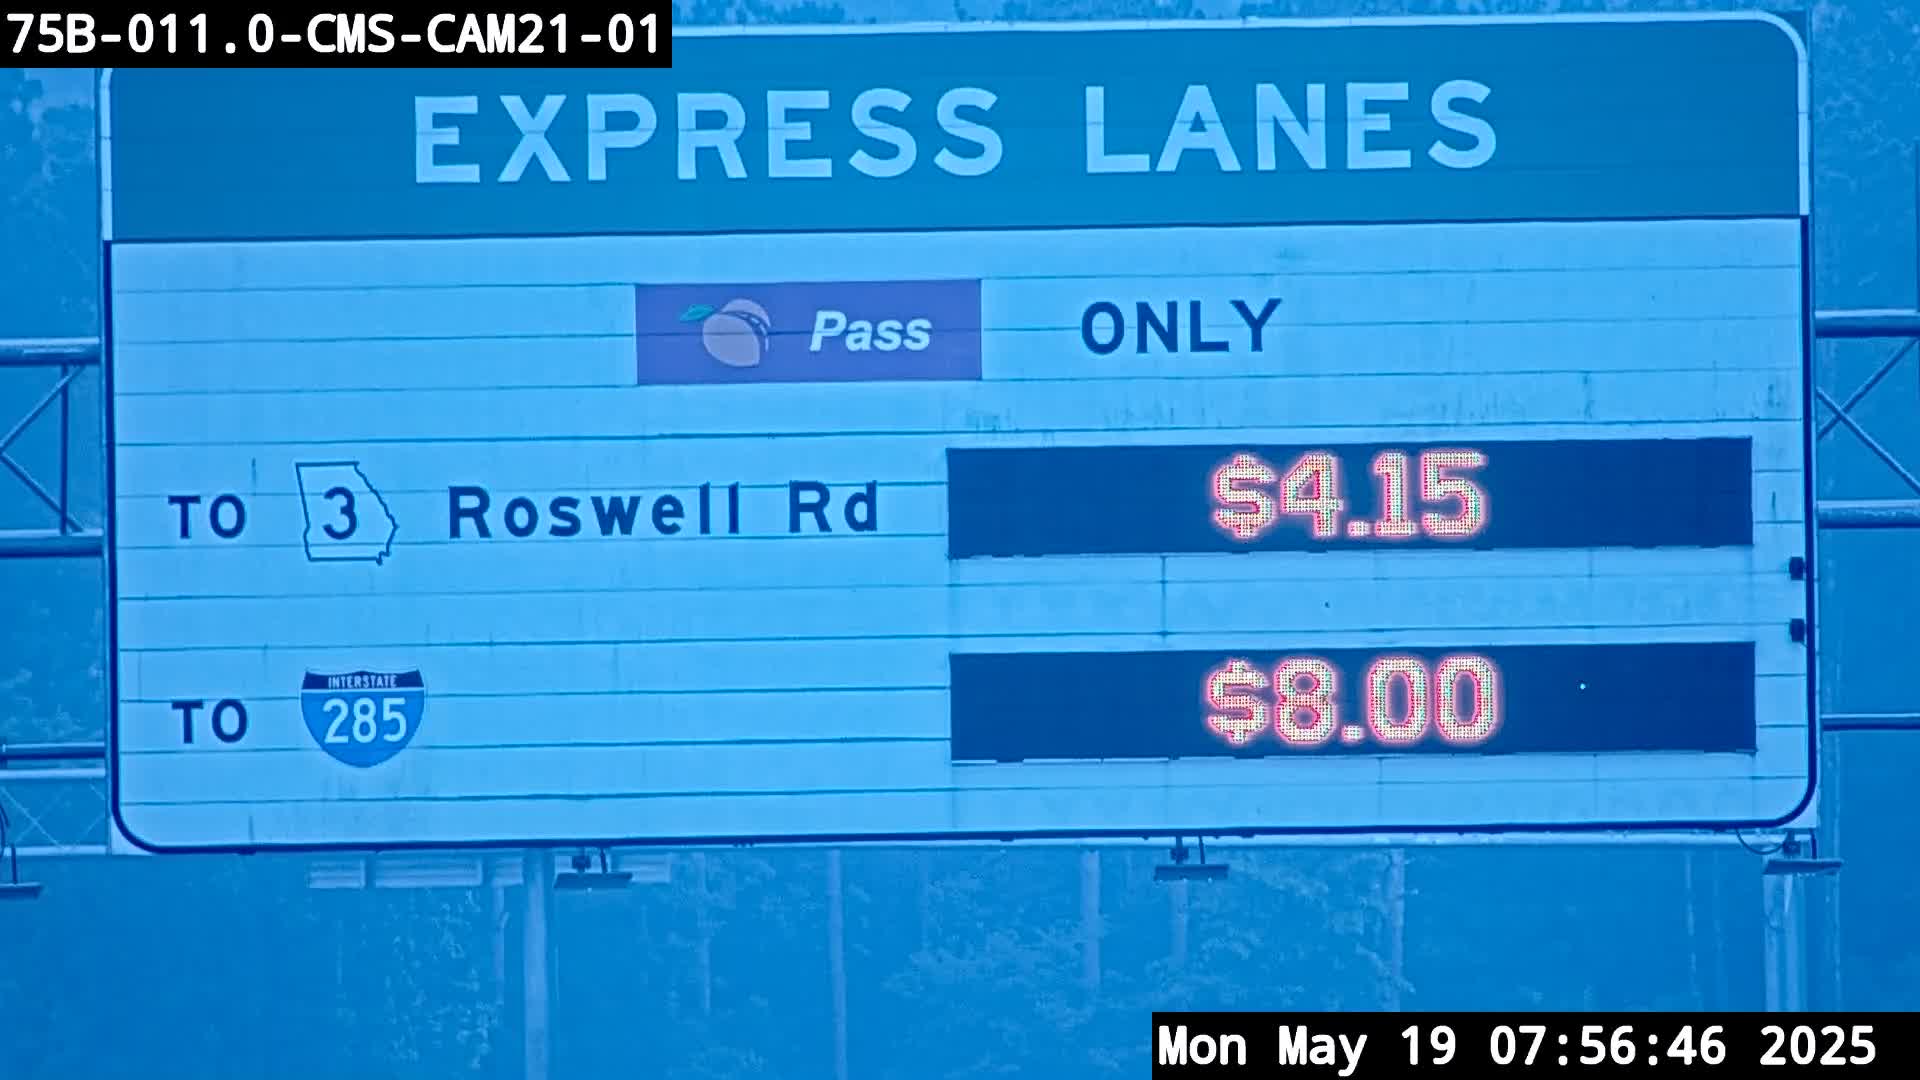 75B-011.0-CMS-CAM21-01
EXPRESS LANES
Pass ONLY
TO 3 Roswell Rd $4.15
TO INTERSTATE 285 $8.00
Mon May 19 07:56:46 2025